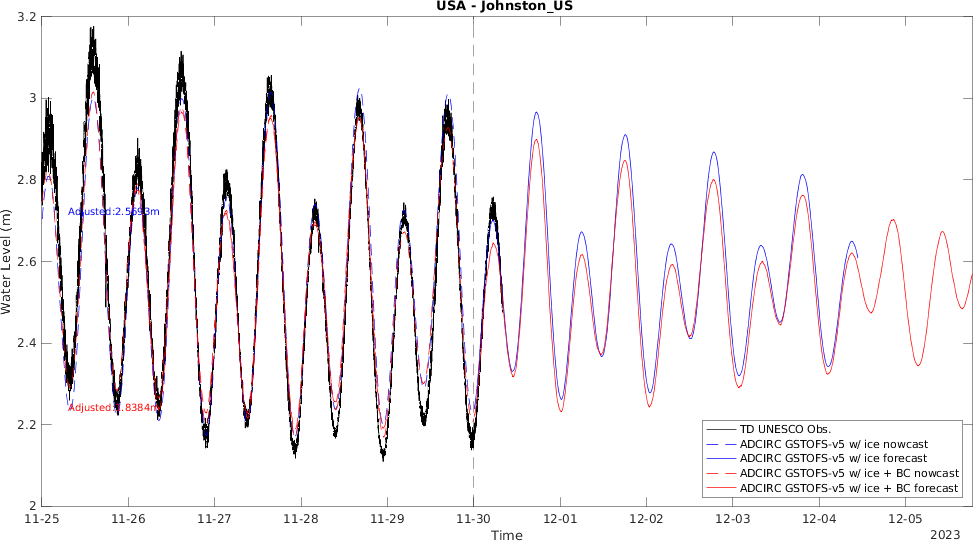 USA - Johnston_US
3.2
3
2.8
2.6
2.4
2.2
2
Water Level (m)
Adjusted:2.5693m
11-25
11-26
11-27
11-28
11-29
11-30
12-01
12-02
12-03
12-04
12-05
Time
2023
TD UNESCO Obs.
ADCIRC GSTOFS-v5 w/ ice nowcast
ADCIRC GSTOFS-v5 w/ ice forecast
ADCIRC GSTOFS-v5 w/ ice + BC nowcast
ADCIRC GSTOFS-v5 w/ ice + BC forecast